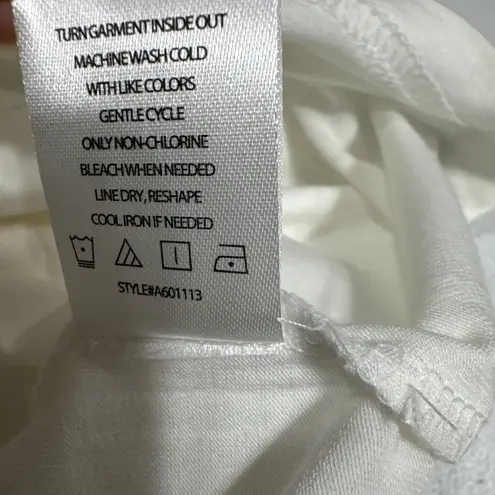 TURN GARMENT INSIDE OUT
MACHINE WASH COLD
WITH LIKE COLORS
GENTLE CYCLE
ONLY NON-CHLORINE
BLEACH WHEN NEEDED
LINE DRY, RESHAPE
COOL IRON IF NEEDED
STYLE#A601113